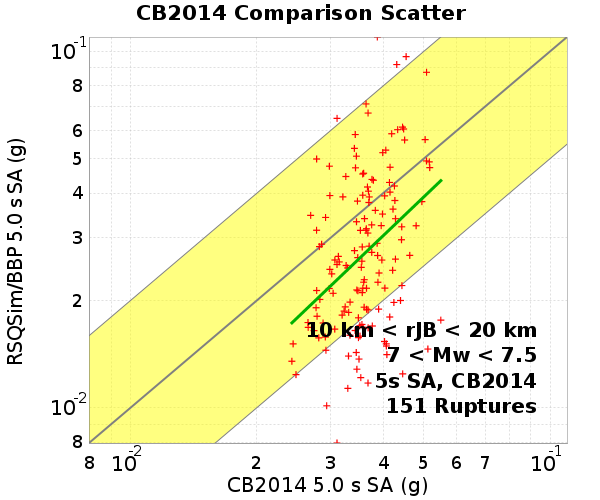 CB2014 Comparison Scatter
RSQSim/BBP 5.0 s SA (g)
10⁻¹
8
6
5
4
3
2
10⁻²
8
10 km < rJB < 20 km
7 < Mw < 7.5
5s SA, CB2014
151 Ruptures
8 10⁻² 2 3 4 5 6 7 10⁻¹
CB2014 5.0 s SA (g)